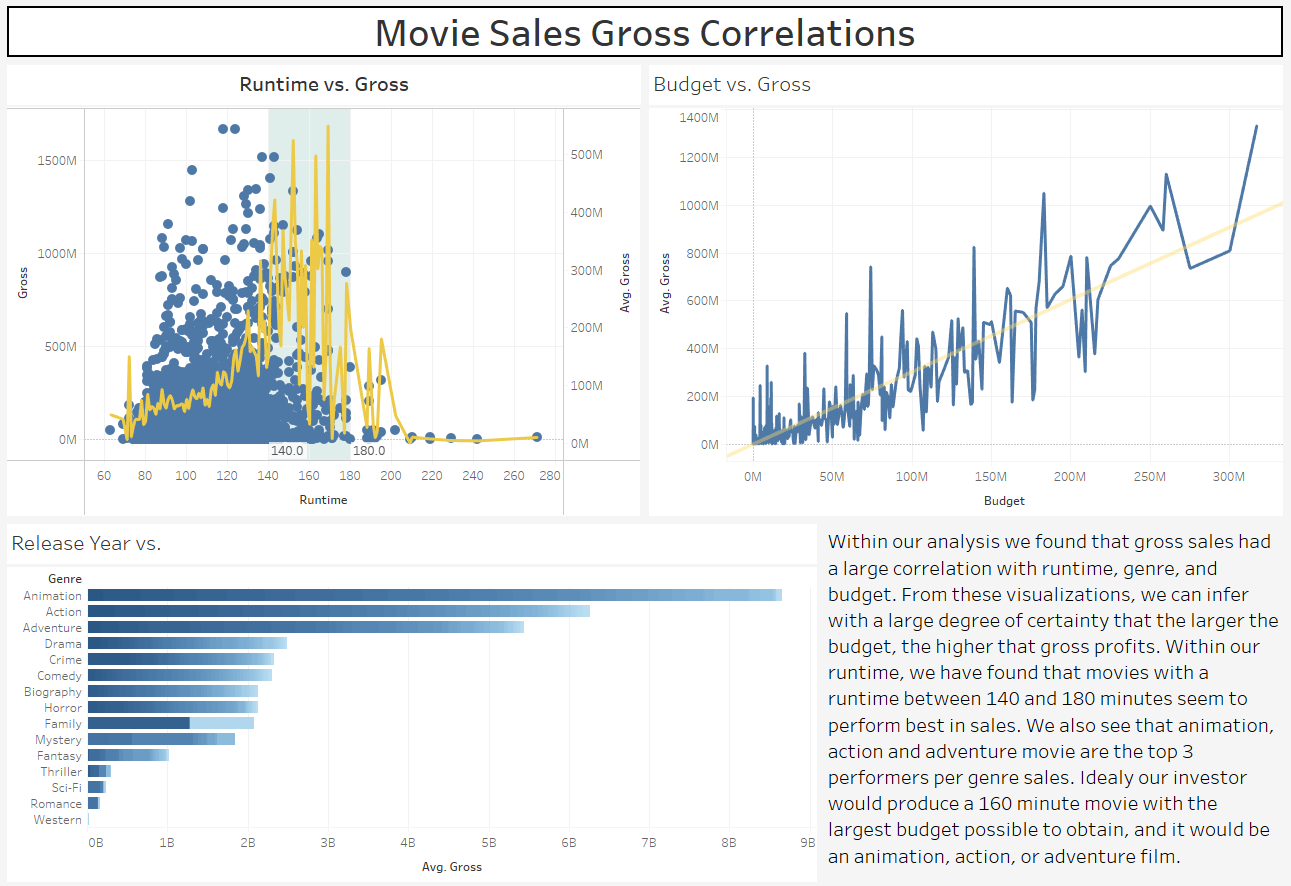 Movie Sales Gross Correlations
Runtime vs. Gross
1500M
1000M
500M
0M
Gross
500M
400M
300M
200M
100M
0M
Avg. Gross
140.0
180.0
60 80 100 120 140 160 180 200 220 240 260 280
Runtime
Budget vs. Gross
1400M
1200M
1000M
800M
600M
400M
200M
0M
Avg. Gross
0M 50M 100M 150M 200M 250M 300M
Budget
Release Year vs.
Genre
Animation
Action
Adventure
Drama
Crime
Comedy
Biography
Horror
Family
Mystery
Fantasy
Thriller
Sci-Fi
Romance
Western
0B 1B 2B 3B 4B 5B 6B 7B 8B 9B
Avg. Gross
Within our analysis we found that gross sales had
a large correlation with runtime, genre, and
budget. From these visualizations, we can infer
with a large degree of certainty that the larger the
budget, the higher that gross profits. Within our
runtime, we have found that movies with a
runtime between 140 and 180 minutes seem to
perform best in sales. We also see that animation,
action and adventure movie are the top 3
performers per genre sales. Idealy our investor
would produce a 160 minute movie with the
largest budget possible to obtain, and it would be
an animation, action, or adventure film.